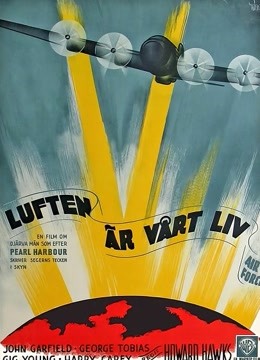 LUFTEN
ÄR VÅRT LIV
EN FILM OM
DJÄRVA MÄN SOM EFTER
PEARL HARBOUR
SKRIVER SEGERNS TECKEN
I SKYN
AIR
FORCE
JOHN GARFIELD - GEORGE TOBIAS
GIG YOUNG - HARRY CAREY
HOWARD HAWKS
WB